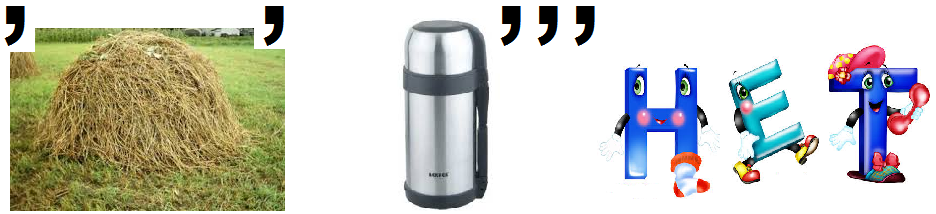 , , , , , НЕТ